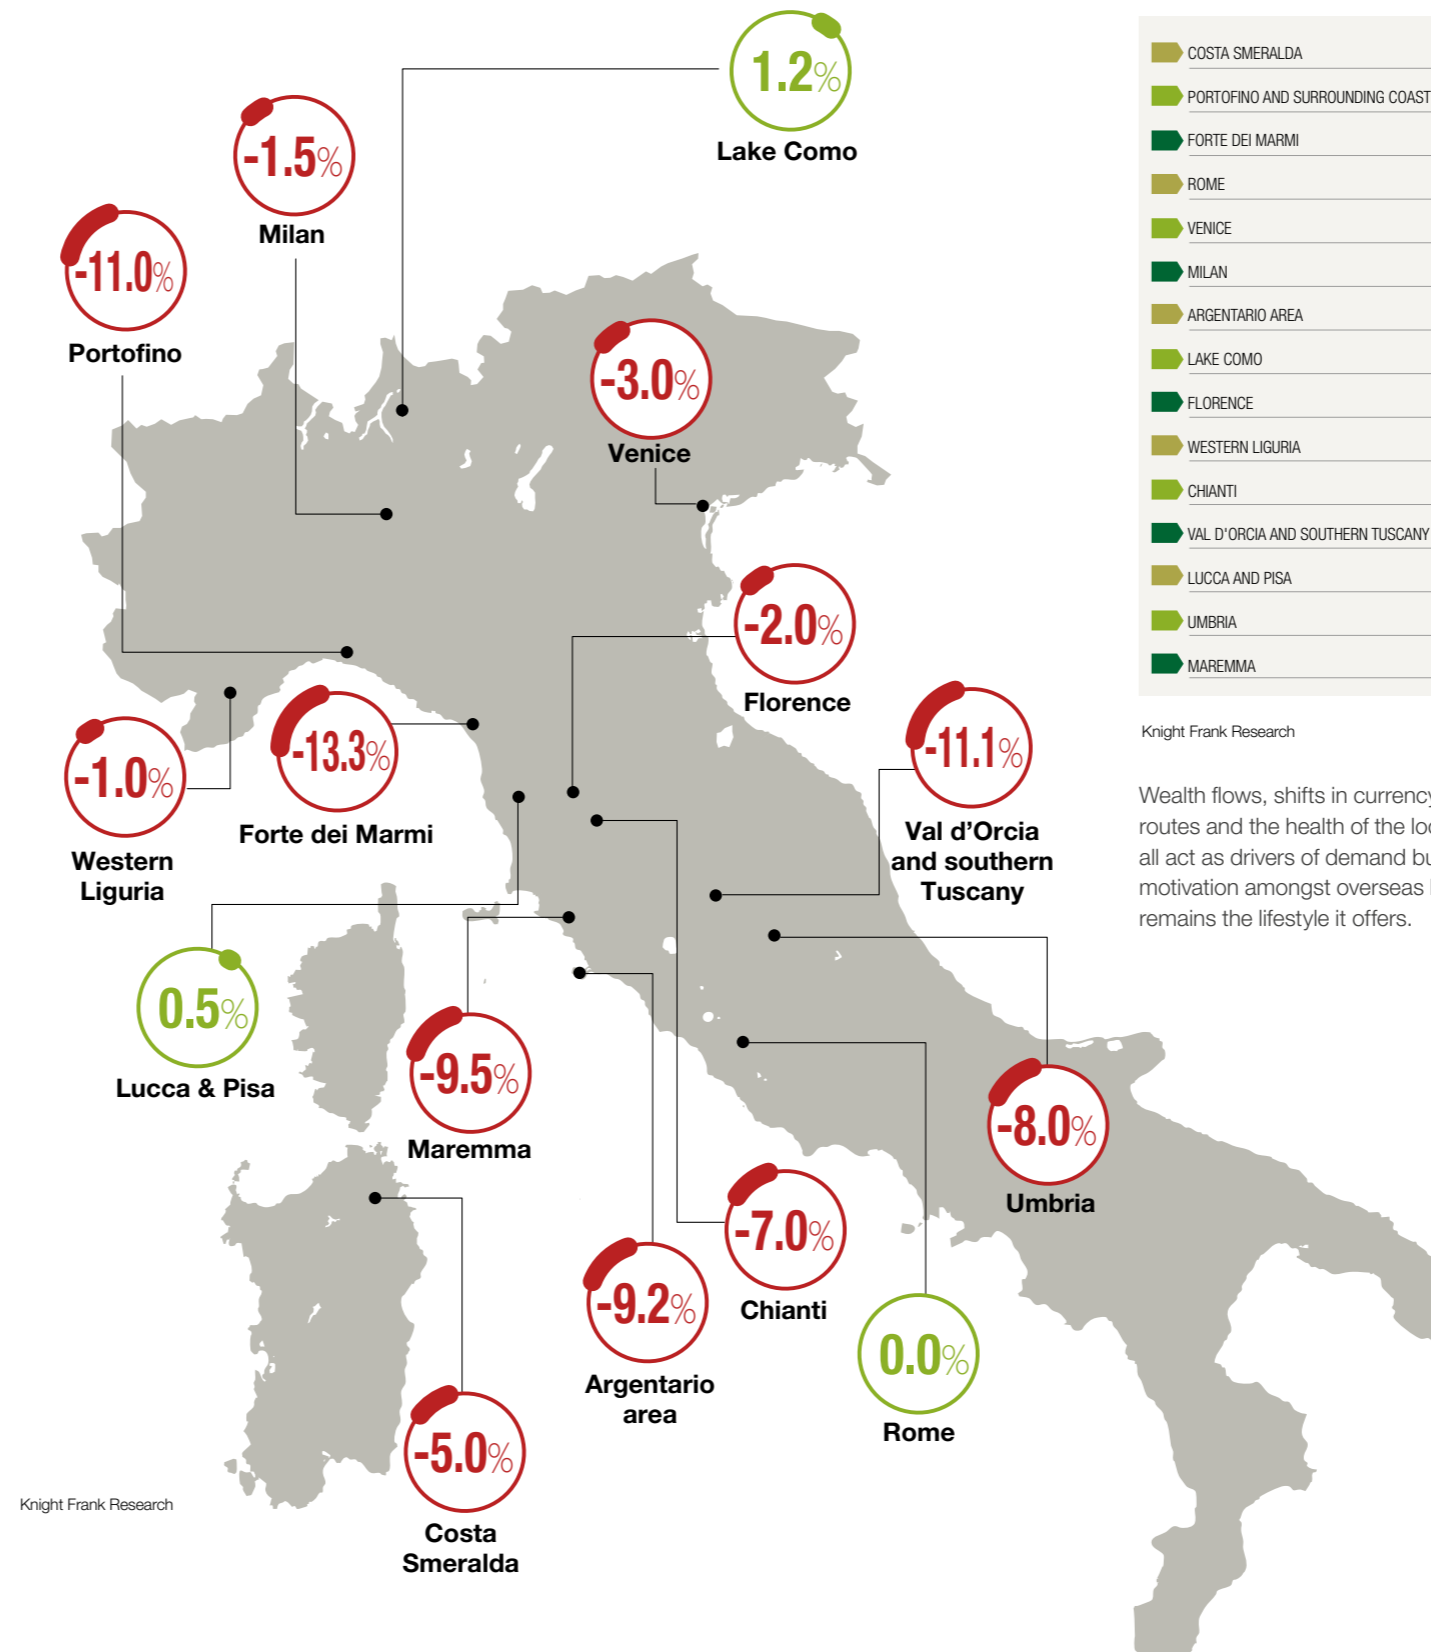 1.2%
Lake Como
-1.5%
Milan
-11.0%
Portofino
-3.0%
Venice
-2.0%
Florence
-11.1%
Val d’Orcia
and southern
Tuscany
-1.0%
Western
Liguria
-13.3%
Forte dei Marmi
0.5%
Lucca & Pisa
-9.5%
Maremma
-8.0%
Umbria
-7.0%
Chianti
-9.2%
Argentario
area
0.0%
Rome
-5.0%
Costa
Smeralda
Knight Frank Research
COSTA SMERALDA
PORTOFINO AND SURROUNDING COAST
FORTE DEI MARMI
ROME
VENICE
MILAN
ARGENTARIO AREA
LAKE COMO
FLORENCE
WESTERN LIGURIA
CHIANTI
VAL D'ORCIA AND SOUTHERN TUSCANY
LUCCA AND PISA
UMBRIA
MAREMMA
Knight Frank Research
Wealth flows, shifts in currency
routes and the health of the
all act as drivers of demand
motivation amongst overseas
remains the lifestyle it offers.